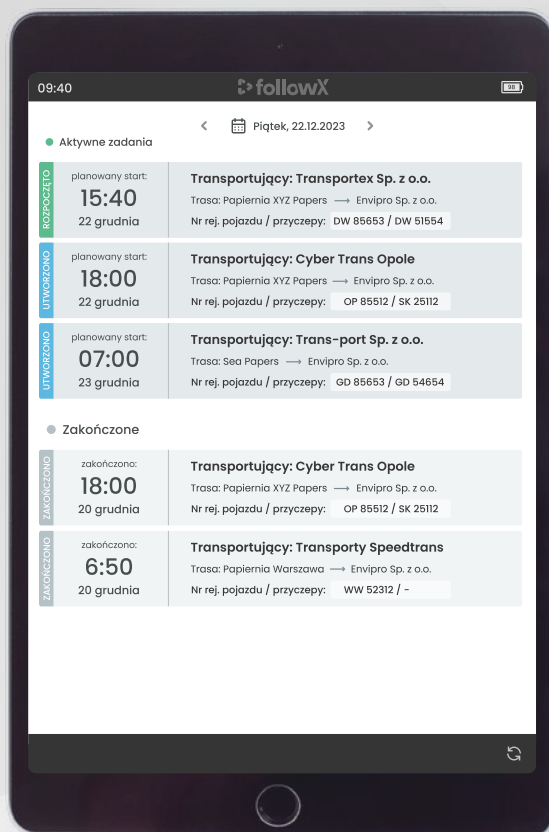 09:40
followX
98
Piątek, 22.12.2023
Aktywne zadania
ROZPOCZĘTO
planowany start:
15:40
22 grudnia
Transportujący: Transportex Sp. z o.o.
Trasa: Papiernia XYZ Papers → Envipro Sp. z o.o.
Nr rej. pojazdu / przyczepy: DW 85653 / DW 51554
UTWORZONO
planowany start:
18:00
22 grudnia
Transportujący: Cyber Trans Opole
Trasa: Papiernia XYZ Papers → Envipro Sp. z o.o.
Nr rej. pojazdu / przyczepy: OP 85512 / SK 25112
UTWORZONO
planowany start:
07:00
23 grudnia
Transportujący: Trans-port Sp. z o.o.
Trasa: Sea Papers → Envipro Sp. z o.o.
Nr rej. pojazdu / przyczepy: GD 85653 / GD 54654
Zakończone
ZAKOŃCZONO
zakończono:
18:00
20 grudnia
Transportujący: Cyber Trans Opole
Trasa: Papiernia XYZ Papers → Envipro Sp. z o.o.
Nr rej. pojazdu / przyczepy: OP 85512 / SK 25112
ZAKOŃCZONO
zakończono:
6:50
20 grudnia
Transportujący: Transporty Speedtrans
Trasa: Papiernia Warszawa → Envipro Sp. z o.o.
Nr rej. pojazdu / przyczepy: WW 52312 / -